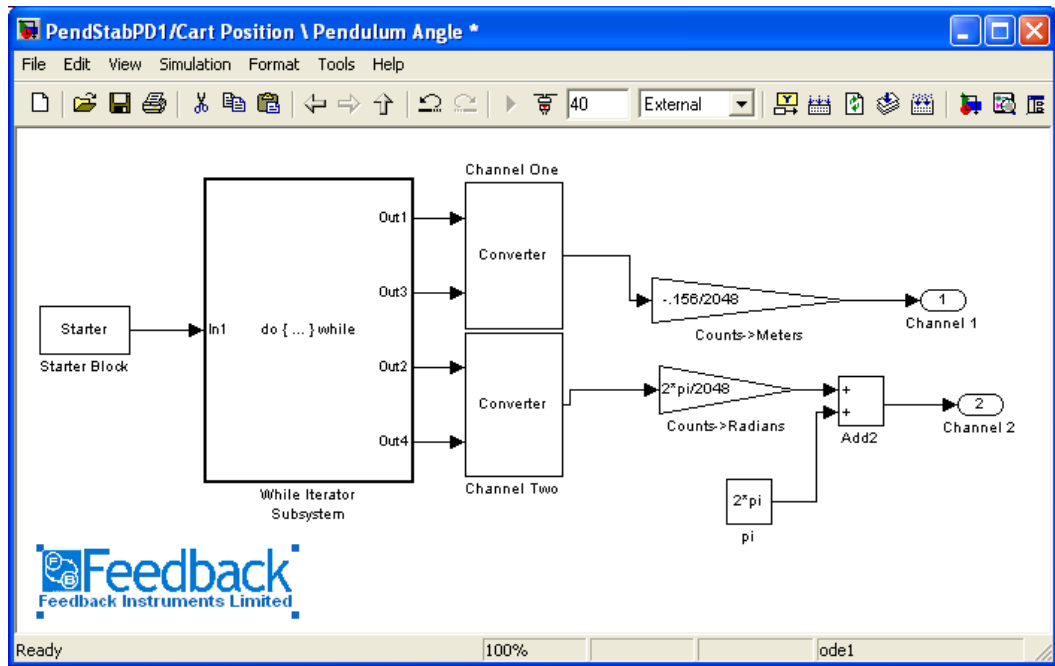 PendStabPD1/Cart Position \ Pendulum Angle *
File Edit View Simulation Format Tools Help
40 External
Channel One
Out1
Converter
Out3
-.156/2048
1
Channel 1
Counts->Meters
Starter
In1
do { ... } while
Starter Block
Out2
2*pi/2048
+
Converter
+
2
Counts->Radians
Add2
Channel 2
Out4
Channel Two
While Iterator
Subsystem
2*pi
pi
FB
Feedback
Feedback Instruments Limited
Ready 100% ode1